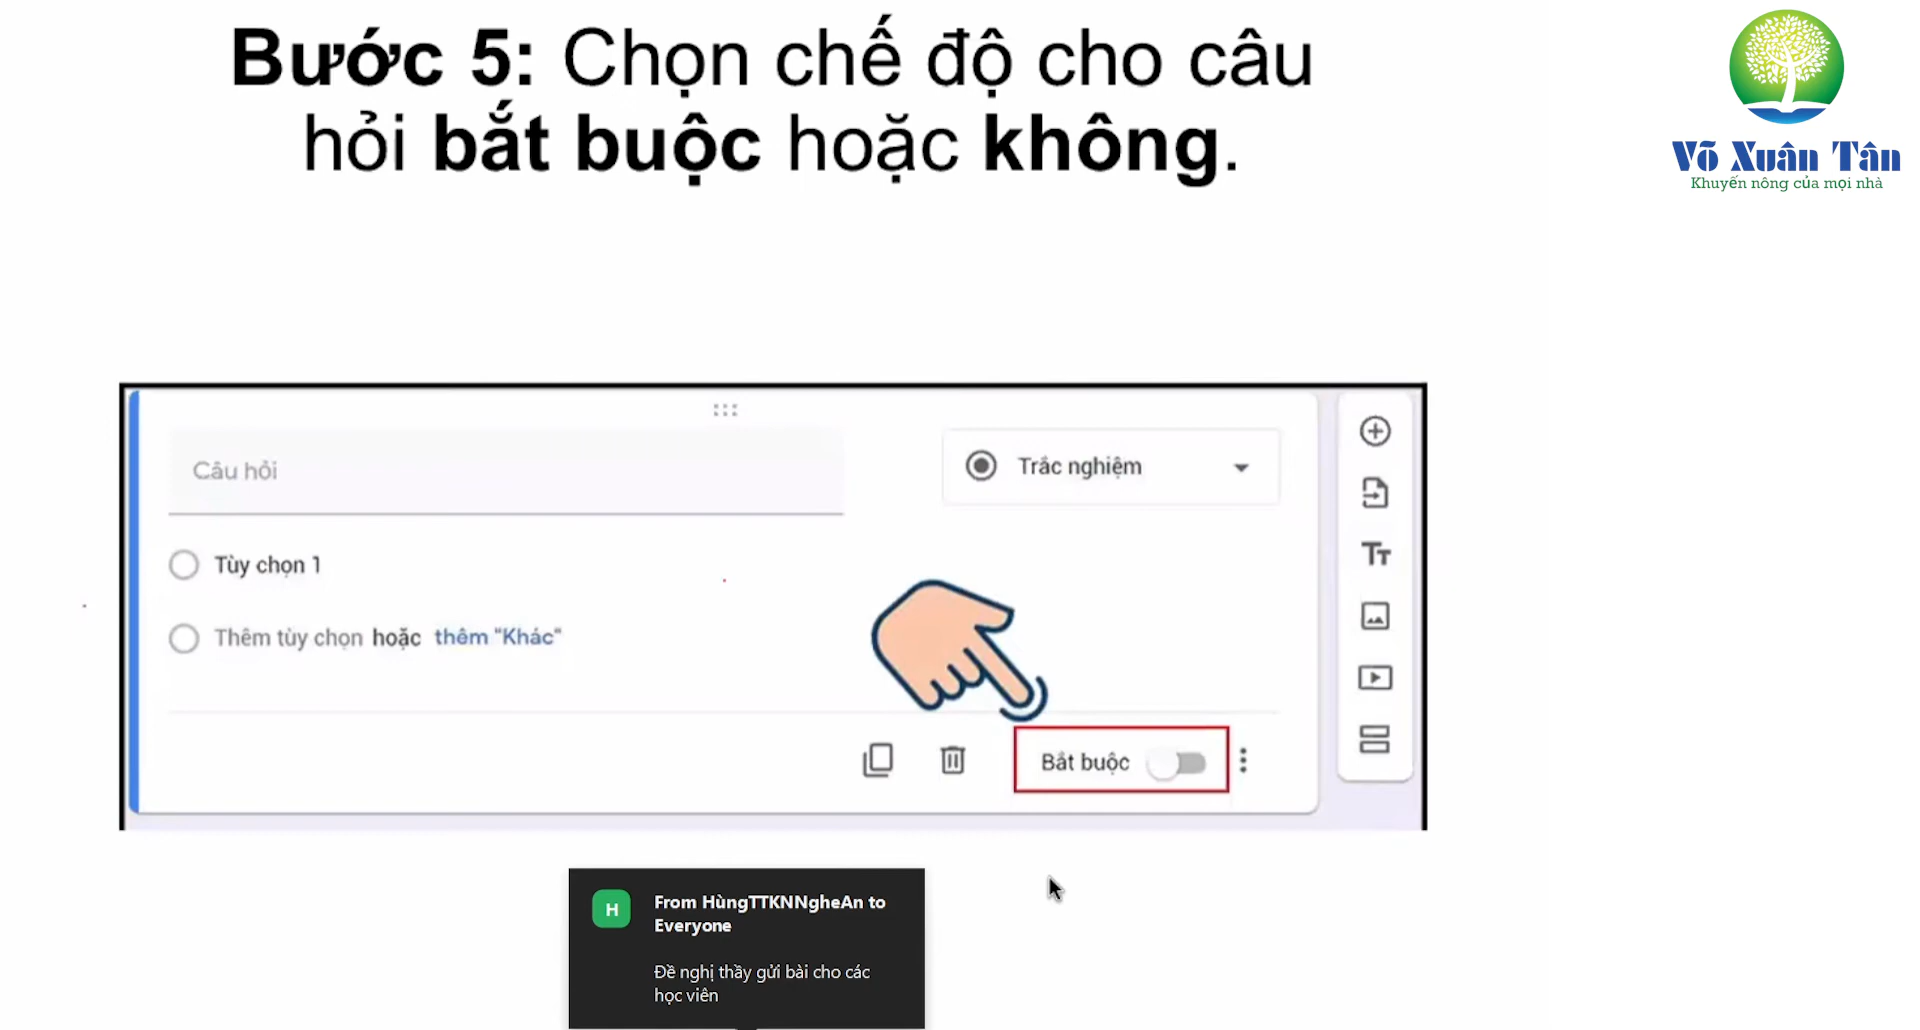 Bước 5: Chọn chế độ cho câu
hỏi bắt buộc hoặc không.
Võ Xuân Tân
Khuyến nông của mọi nhà
Câu hỏi
Trắc nghiệm
Tùy chọn 1
Thêm tùy chọn hoặc thêm "Khác"
Bắt buộc
H
From HùngTTKNNgheAn to
Everyone
Đề nghị thầy gửi bài cho các
học viên